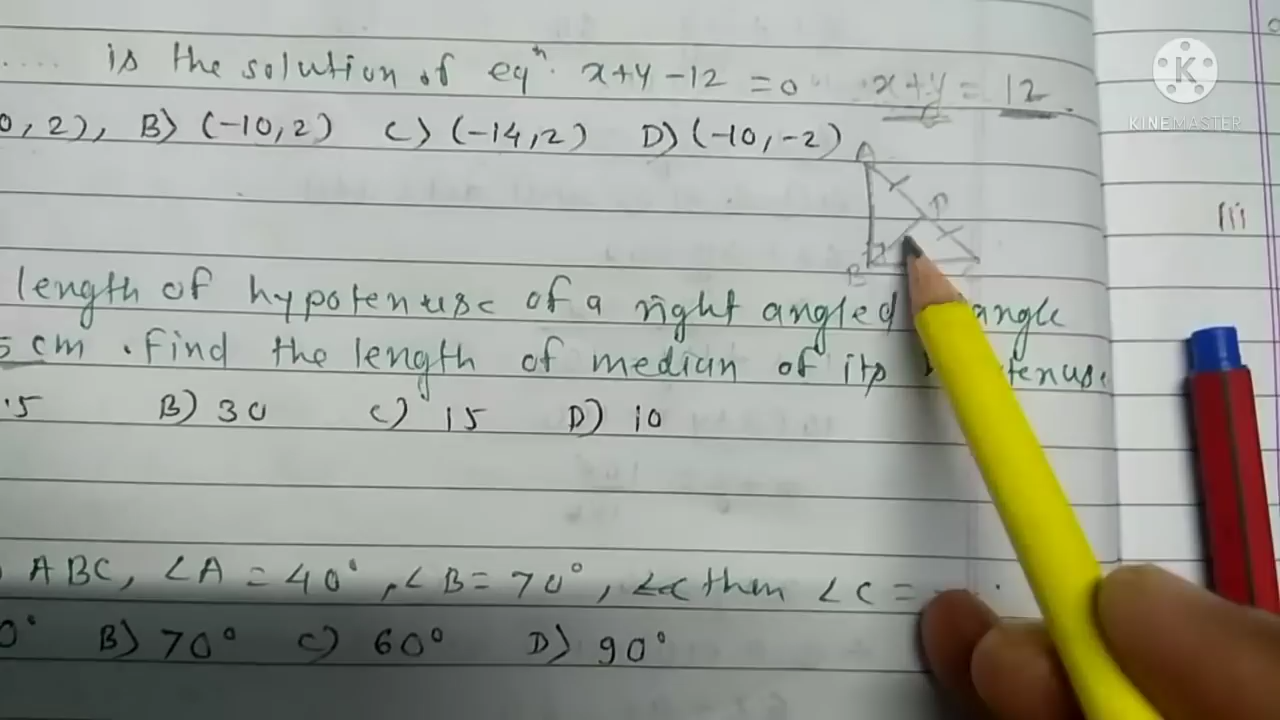 .... is the solution of eqⁿ. x+y-12 = 0 x+y = 12
0,2), B) (-10,2) C) (-14,2) D) (-10,-2)
A
D
B
(ii
length of hypotenuse of a right angled angle
5 cm . Find the length of median of its tenuse
.5 B) 30 C) 15 D) 10
ABC, ∠A = 40°, ∠B = 70°, then ∠C =
0° B) 70° C) 60° D) 90°
K
KINEMASTER